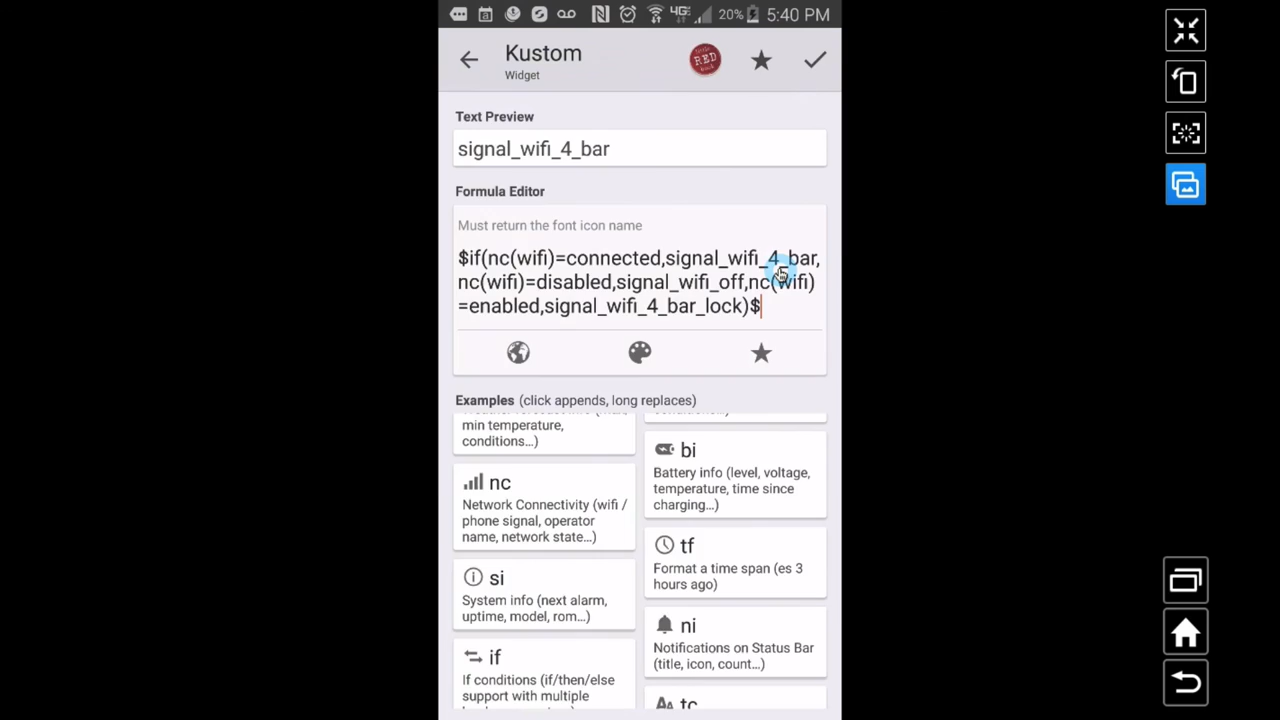 4G
20%
5:40 PM
Kustom
Widget
RED
Text Preview
signal_wifi_4_bar
Formula Editor
Must return the font icon name
$if(nc(wifi)=connected,signal_wifi_4_bar,
nc(wifi)=disabled,signal_wifi_off,nc(wifi)
=enabled,signal_wifi_4_bar_lock)$
Examples (click appends, long replaces)
min temperature,
conditions...)
nc
Network Connectivity (wifi /
phone signal, operator
name, network state...)
si
System info (next alarm,
uptime, model, rom...)
if
If conditions (if/then/else
support with multiple
bi
Battery info (level, voltage,
temperature, time since
charging...)
tf
Format a time span (es 3
hours ago)
ni
Notifications on Status Bar
(title, icon, count...)
tc